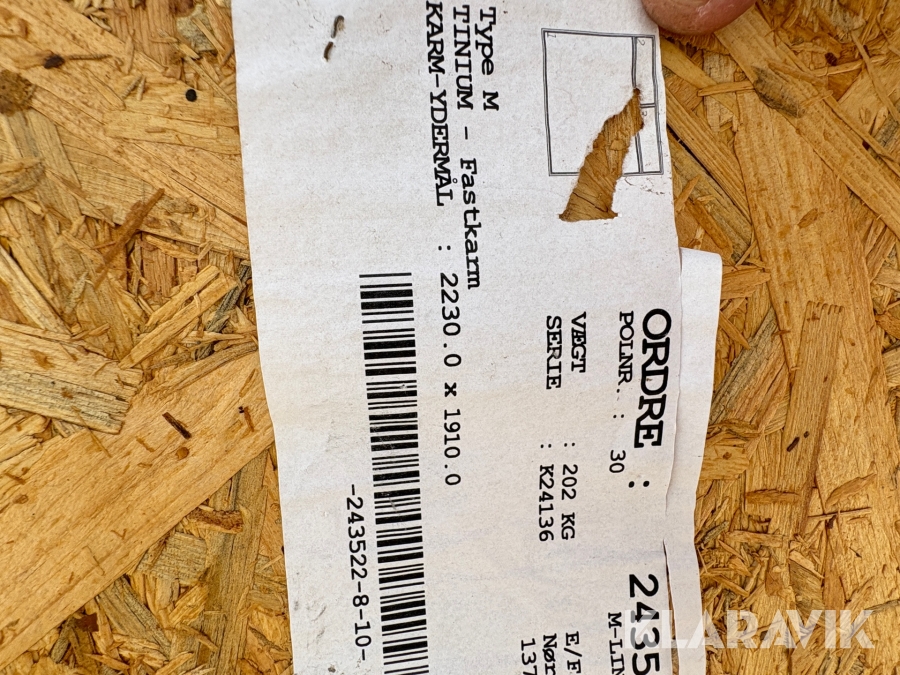 ORDRE : 2435
M-LIN
POLNR. : 30
VÆGT : 202 KG
SERIE : K24136
E/F
Nør
137
Type M
TINIUM - Fastkarm
KARM-YDERMÅL : 2230.0 x 1910.0
-243522-8-10-
KLARAVIK